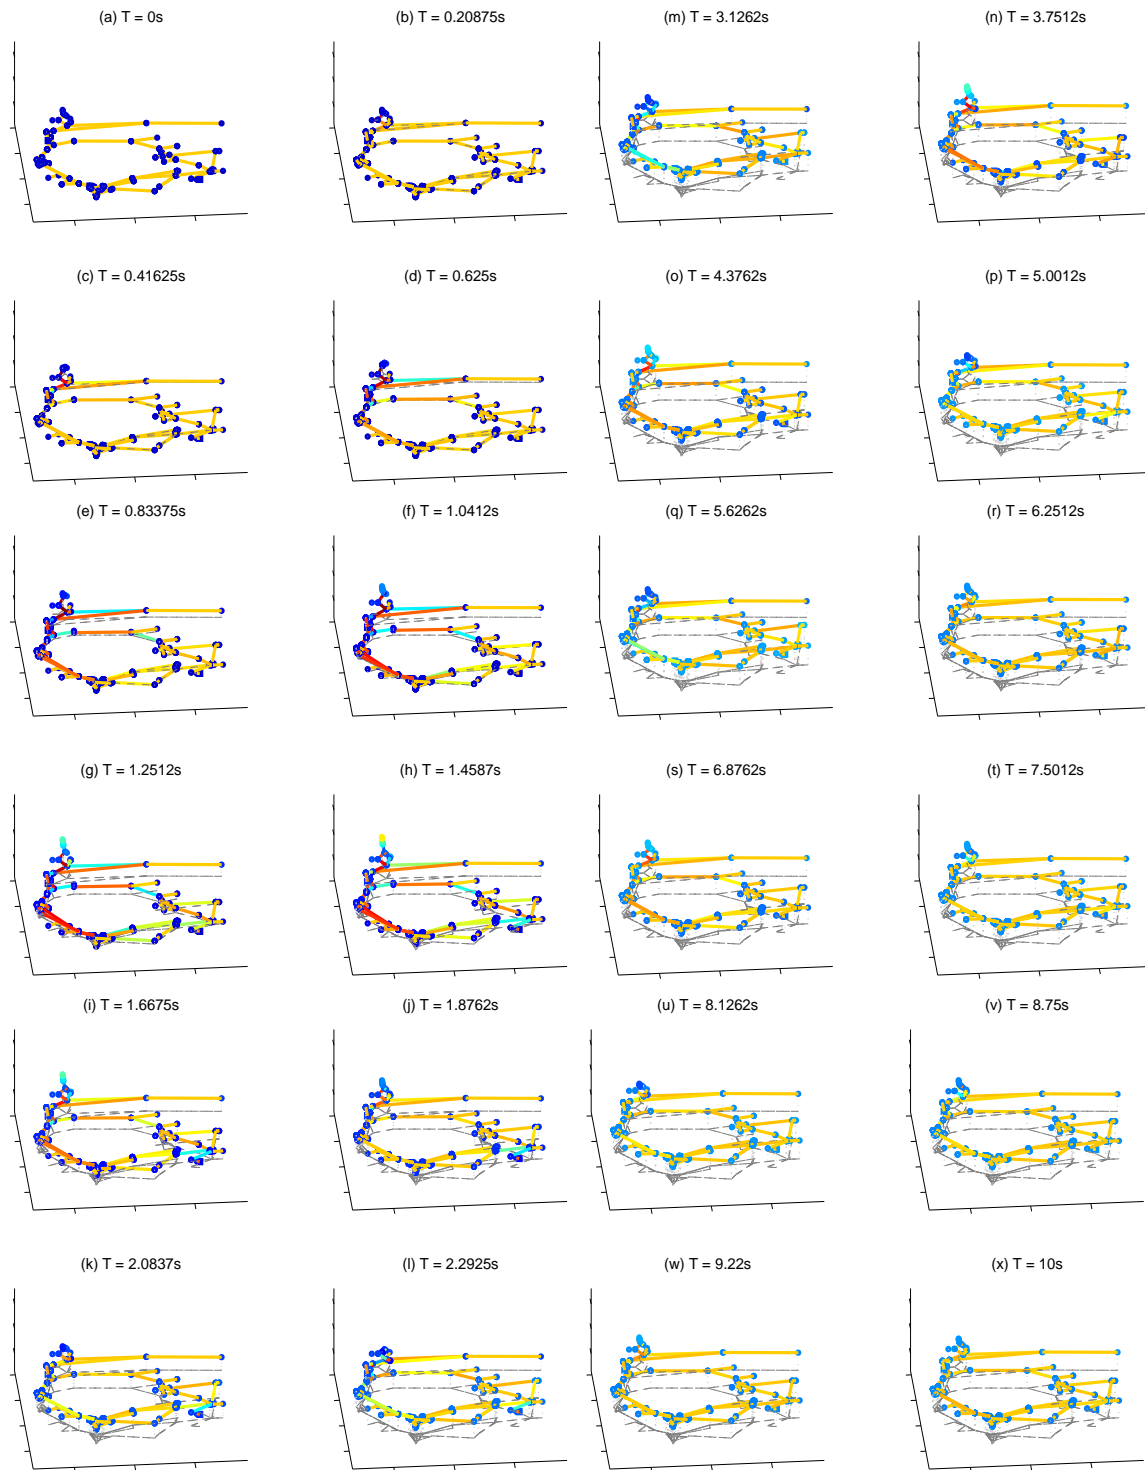 (a) T = 0s
(b) T = 0.20875s
(m) T = 3.1262s
(n) T = 3.7512s
(c) T = 0.41625s
(d) T = 0.625s
(o) T = 4.3762s
(p) T = 5.0012s
(e) T = 0.83375s
(f) T = 1.0412s
(q) T = 5.6262s
(r) T = 6.2512s
(g) T = 1.2512s
(h) T = 1.4587s
(s) T = 6.8762s
(t) T = 7.5012s
(i) T = 1.6675s
(j) T = 1.8762s
(u) T = 8.1262s
(v) T = 8.75s
(k) T = 2.0837s
(l) T = 2.2925s
(w) T = 9.22s
(x) T = 10s